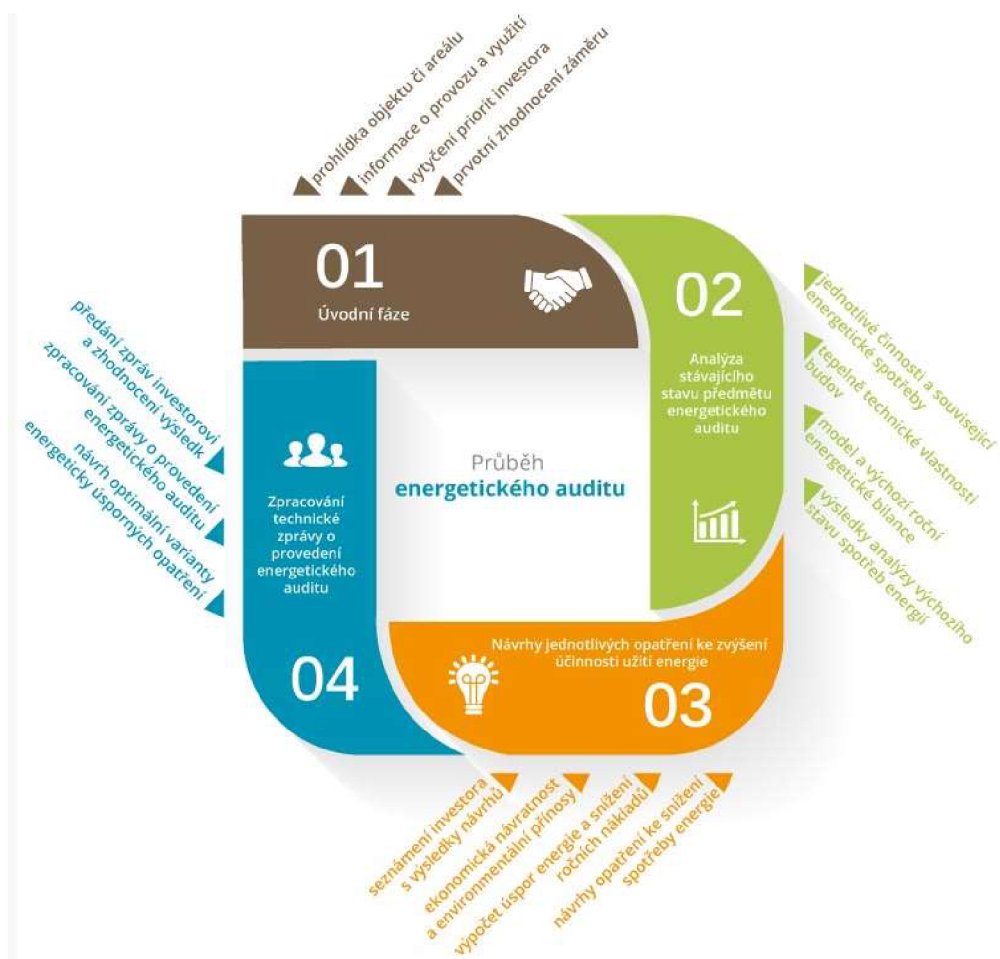 prohlídka objektu či areálu
informace o provozu a využití
vytyčení priorit investora
prvotní zhodnocení záměru
01
Úvodní fáze
02
Analýza
stávajícího
stavu předmětu
energetického
auditu
jednotlivé činnosti a související
energetické spotřeby
tepelně technické vlastnosti
budov
model a výchozí roční
energetické bilance
výsledky analýzy výchozího
stavu spotřeb energií
Průběh
energetického auditu
Návrhy jednotlivých opatření ke zvýšení
účinnosti užití energie
03
návrhy opatření ke snížení
spotřeby energie
výpočet úspor energie a snížení
ročních nákladů
ekonomická návratnost
a environmentální přínosy
seznámení investora
s výsledky návrhů
Zpracování
technické
zprávy o
provedení
energetického
auditu
04
předání zpráv investorovi
a zhodnocení výsledk
zpracování zprávy o provedení
energetického auditu
návrh optimální varianty
energeticky úsporných opatření